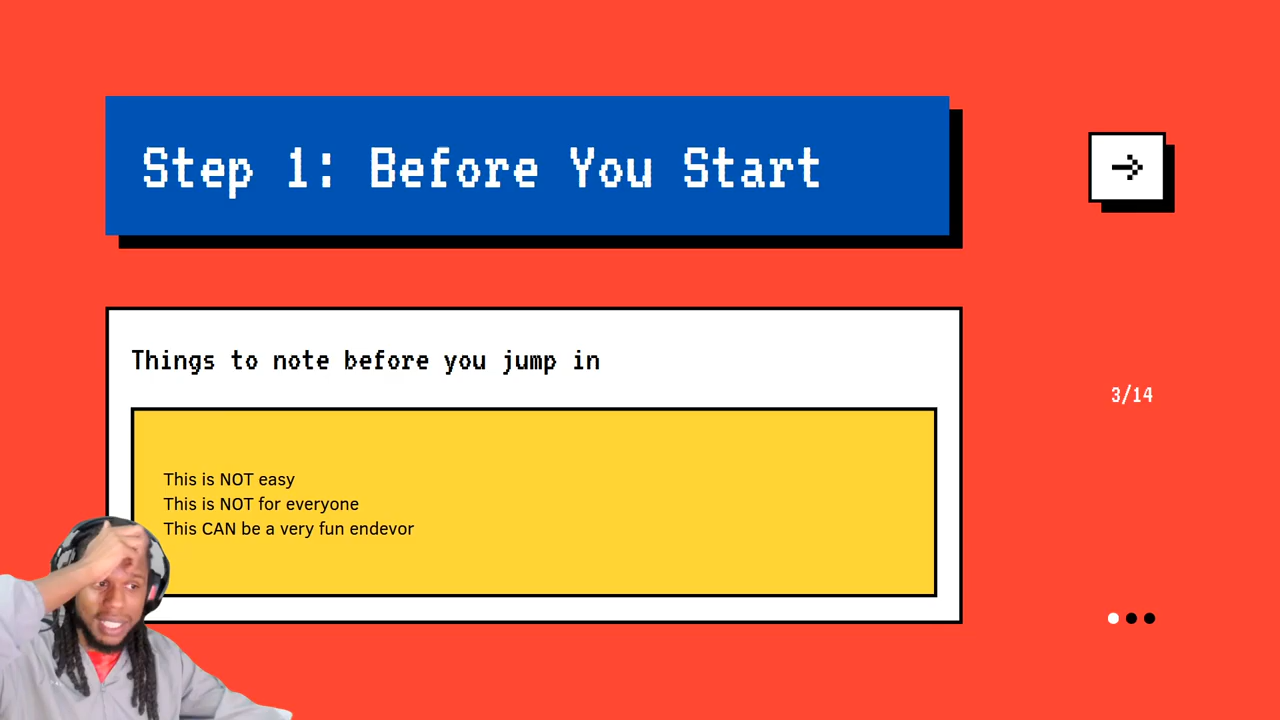 Step 1: Before You Start
Things to note before you jump in
This is NOT easy
This is NOT for everyone
This CAN be a very fun endevor
3/14